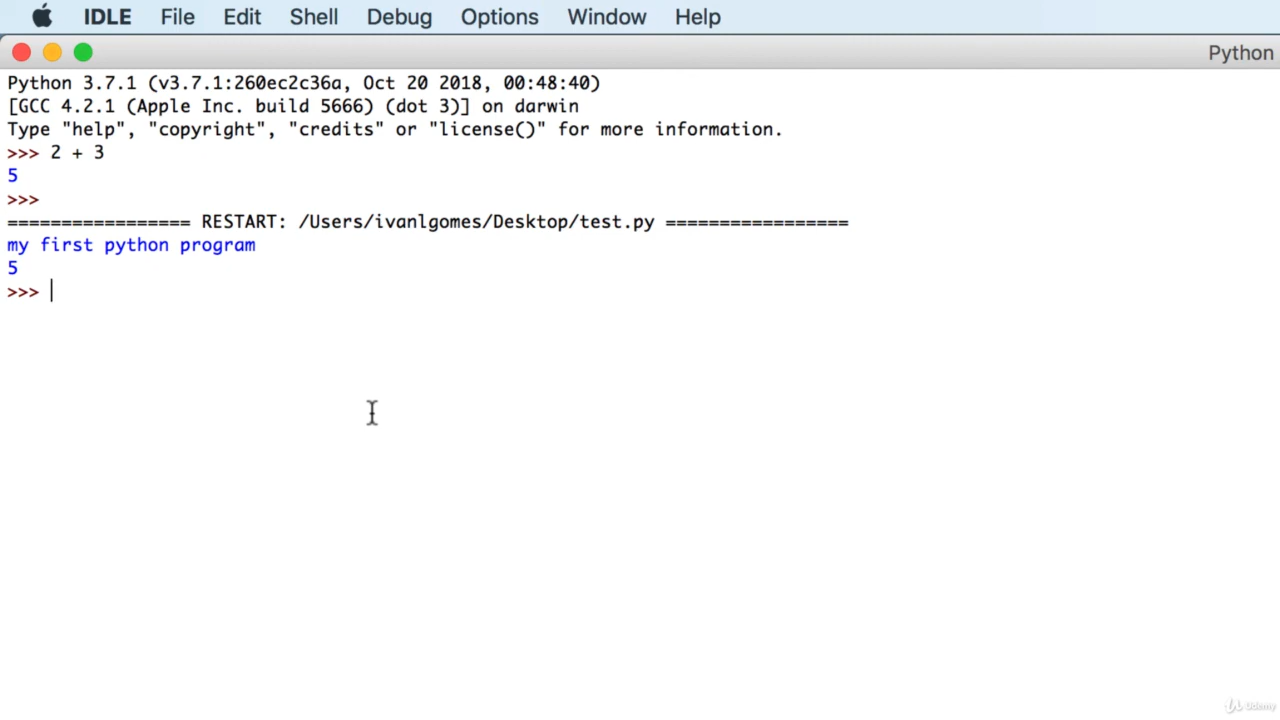 IDLE File Edit Shell Debug Options Window Help
Python
Python 3.7.1 (v3.7.1:260ec2c36a, Oct 20 2018, 00:48:40)
[GCC 4.2.1 (Apple Inc. build 5666) (dot 3)] on darwin
Type "help", "copyright", "credits" or "license()" for more information.
>>> 2 + 3
5
>>>
================= RESTART: /Users/ivanlgomes/Desktop/test.py =================
my first python program
5
>>>
Udemy